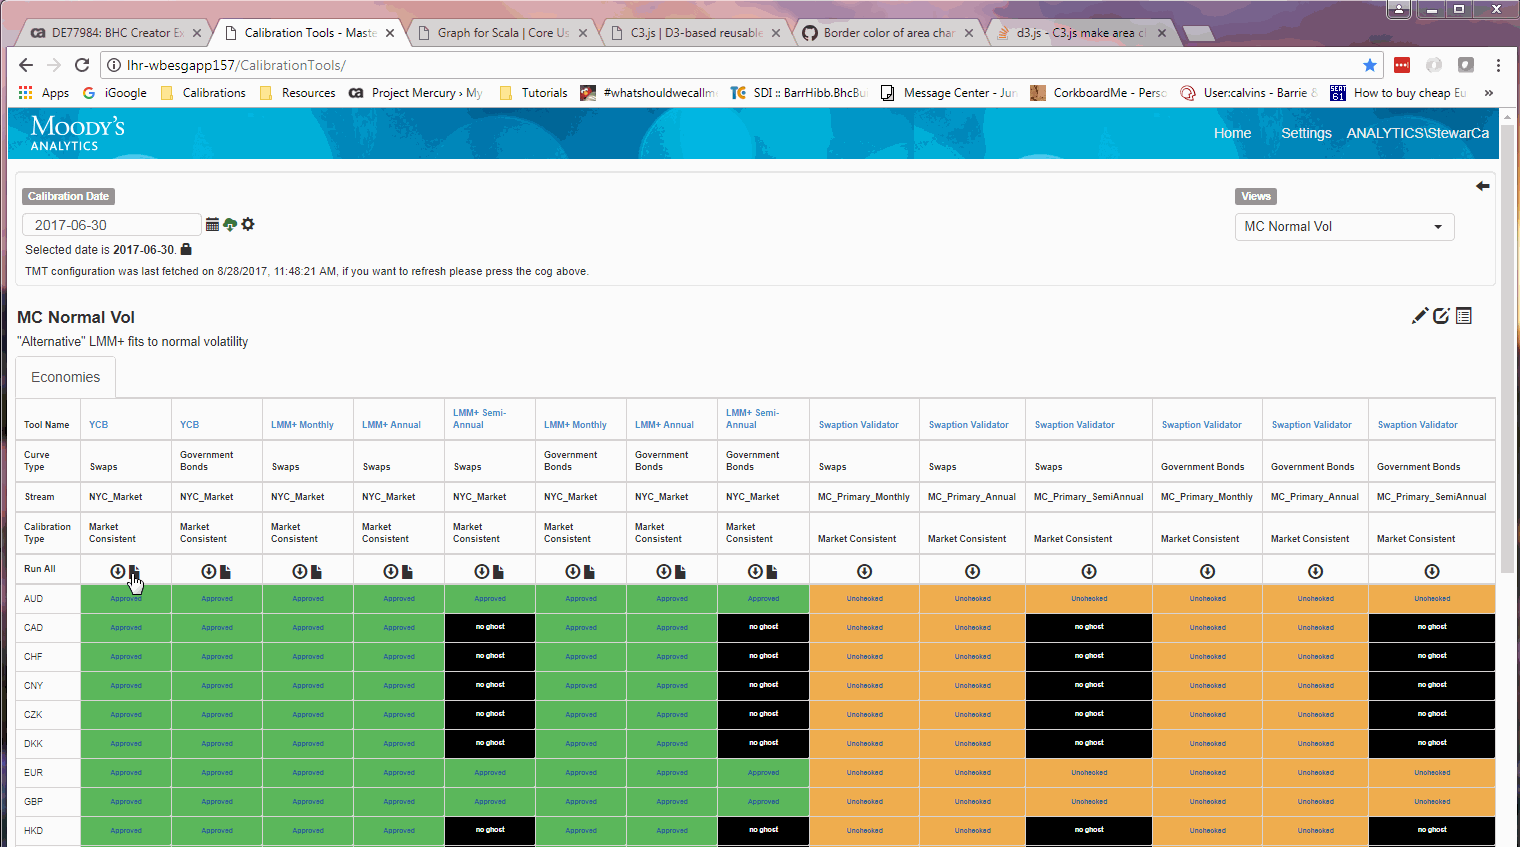 DE77984: BHC Creator Ex
Calibration Tools - Maste
Graph for Scala | Core Us
C3.js | D3-based reusable
Border color of area char
d3.js - C3.js make area c
lhr-wbesgapp157/CalibrationTools/
Apps iGoogle Calibrations Resources Project Mercury › My Tutorials #whatshouldwecallme SDI :: BarrHibb.BhcBui Message Center - Jun CorkboardMe - Perso User:calvins - Barrie & How to buy cheap Eu »
MOODY'S
ANALYTICS
Home Settings ANALYTICS\StewarCa
Calibration Date
Views
2017-06-30
MC Normal Vol
Selected date is 2017-06-30.
TMT configuration was last fetched on 8/28/2017, 11:48:21 AM, if you want to refresh please press the cog above.
MC Normal Vol
"Alternative" LMM+ fits to normal volatility
Economies
Tool Name YCB YCB LMM+ Monthly LMM+ Annual LMM+ Semi-Annual LMM+ Monthly LMM+ Annual LMM+ Semi-Annual Swaption Validator Swaption Validator Swaption Validator Swaption Validator Swaption Validator Swaption Validator
Curve Type Swaps Government Bonds Swaps Swaps Swaps Government Bonds Government Bonds Government Bonds Swaps Swaps Swaps Government Bonds Government Bonds Government Bonds
Stream NYC_Market NYC_Market NYC_Market NYC_Market NYC_Market NYC_Market NYC_Market NYC_Market MC_Primary_Monthly MC_Primary_Annual MC_Primary_SemiAnnual MC_Primary_Monthly MC_Primary_Annual MC_Primary_SemiAnnual
Calibration Type Market Consistent Market Consistent Market Consistent Market Consistent Market Consistent Market Consistent Market Consistent Market Consistent Market Consistent Market Consistent Market Consistent Market Consistent Market Consistent Market Consistent
Run All
AUD Approved Approved Approved Approved Approved Approved Approved Approved Unchecked Unchecked Unchecked Unchecked Unchecked Unchecked
CAD Approved Approved Approved Approved no ghost Approved Approved no ghost Unchecked Unchecked no ghost Unchecked Unchecked no ghost
CHF Approved Approved Approved Approved no ghost Approved Approved no ghost Unchecked Unchecked no ghost Unchecked Unchecked no ghost
CNY Approved Approved Approved Approved no ghost Approved Approved no ghost Unchecked Unchecked no ghost Unchecked Unchecked no ghost
CZK Approved Approved Approved Approved no ghost Approved Approved no ghost Unchecked Unchecked no ghost Unchecked Unchecked no ghost
DKK Approved Approved Approved Approved no ghost Approved Approved no ghost Unchecked Unchecked no ghost Unchecked Unchecked no ghost
EUR Approved Approved Approved Approved Approved Approved Approved Approved Unchecked Unchecked Unchecked Unchecked Unchecked Unchecked
GBP Approved Approved Approved Approved Approved Approved Approved Approved Unchecked Unchecked Unchecked Unchecked Unchecked Unchecked
HKD Approved Approved Approved Approved no ghost Approved Approved no ghost Unchecked Unchecked no ghost Unchecked Unchecked no ghost